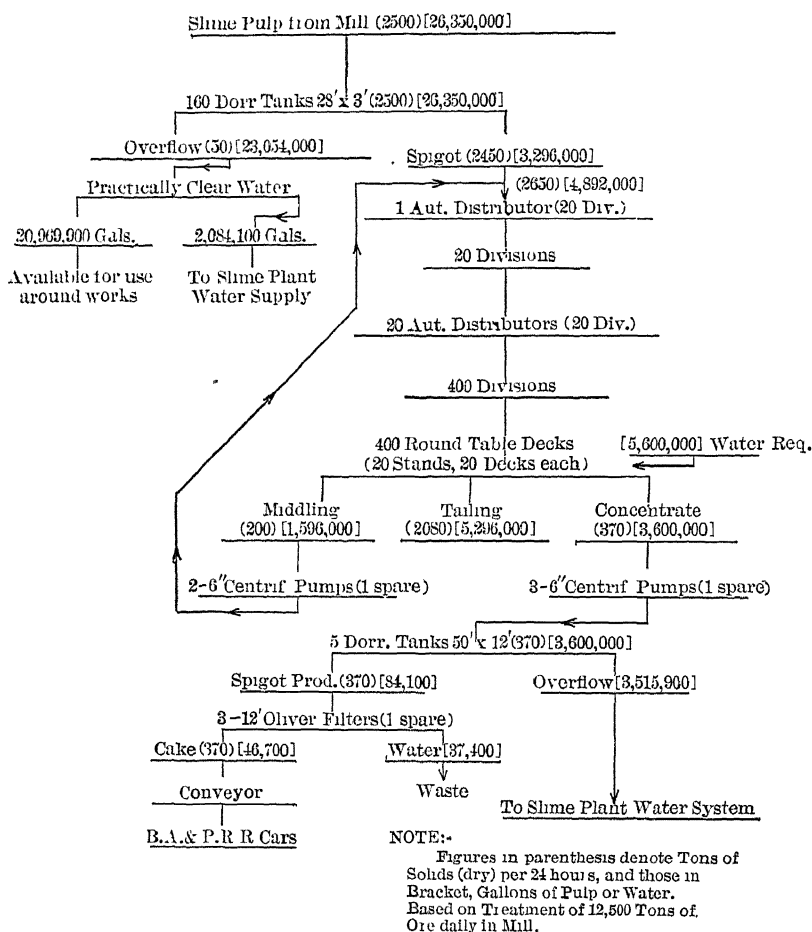 Slime Pulp from Mill (2500) [26,350,000]
160 Dorr Tanks 28' x 3' (2500) [26,350,000]
Overflow (50) [23,054,000]
Spigot (2450) [3,296,000]
(2650) [4,892,000]
Practically Clear Water
1 Aut. Distributor (20 Div.)
20,969,900 Gals.
2,084,100 Gals.
20 Divisions
Available for use
around works
To Slime Plant
Water Supply
20 Aut. Distributors (20 Div.)
400 Divisions
400 Round Table Decks
(20 Stands, 20 Decks each)
[5,600,000] Water Req.
Middling
(200) [1,596,000]
Tailing
(2080) [5,296,000]
Concentrate
(370) [3,600,000]
2-6" Centrif Pumps (1 spare)
3-6" Centrif Pumps (1 spare)
5 Dorr. Tanks 50' x 12' (370) [3,600,000]
Spigot Prod. (370) [84,100]
Overflow [3,515,900]
3-12' Oliver Filters (1 spare)
Cake (370) [46,700]
Water [37,400]
Conveyor
Waste
To Slime Plant Water System
B.A. & P. R R Cars
NOTE:-
Figures in parenthesis denote Tons of
Solids (dry) per 24 hours, and those in
Bracket, Gallons of Pulp or Water.
Based on Treatment of 12,500 Tons of.
Ore daily in Mill.